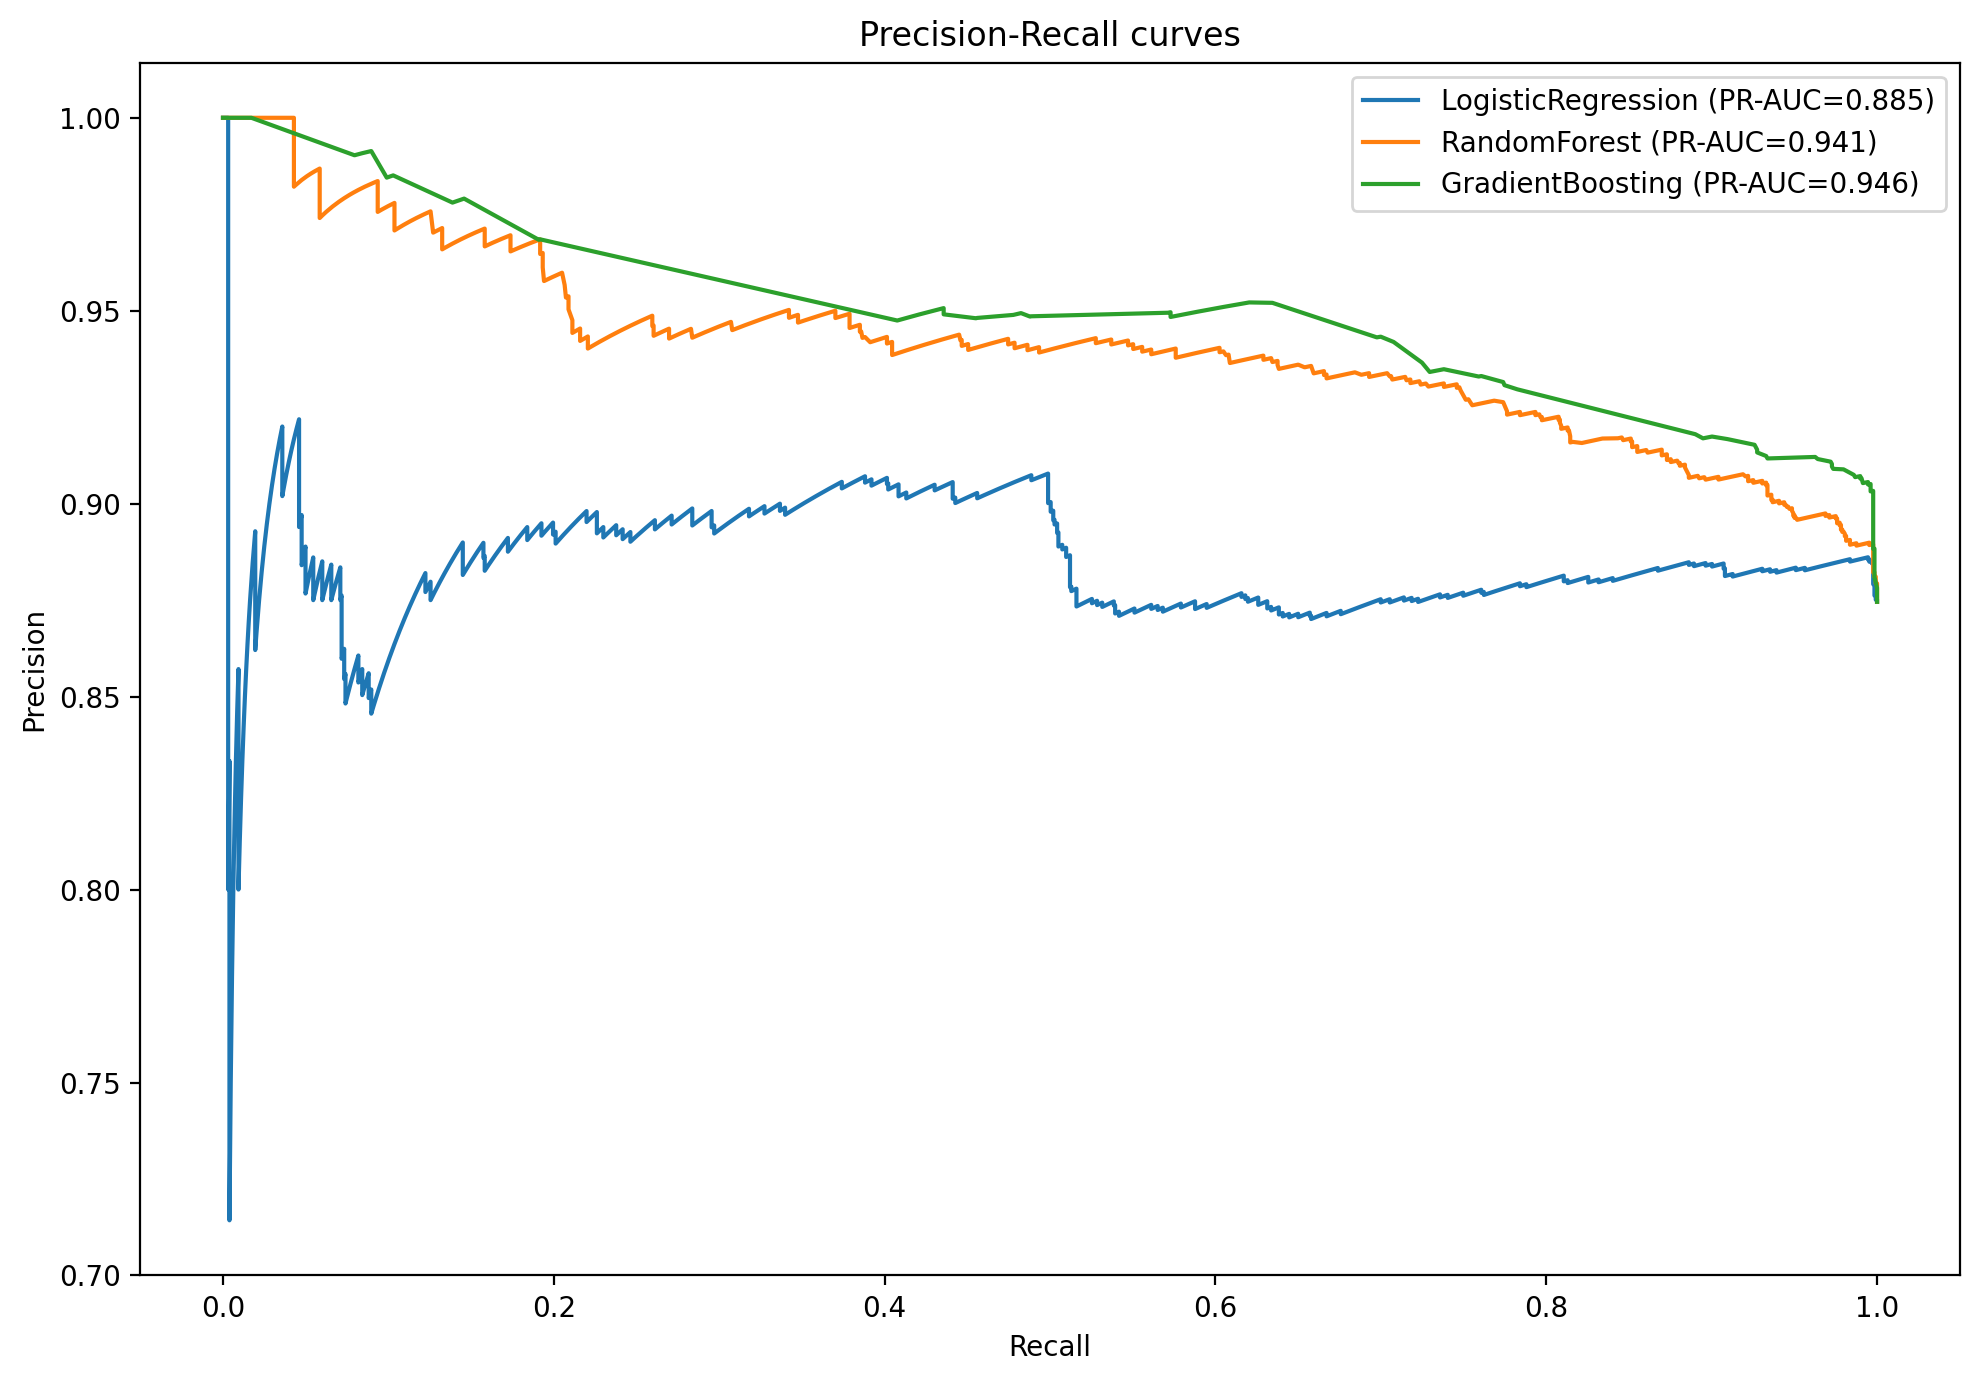 Precision-Recall curves
LogisticRegression (PR-AUC=0.885)
RandomForest (PR-AUC=0.941)
GradientBoosting (PR-AUC=0.946)
Precision
1.00
0.95
0.90
0.85
0.80
0.75
0.70
0.0 0.2 0.4 0.6 0.8 1.0
Recall